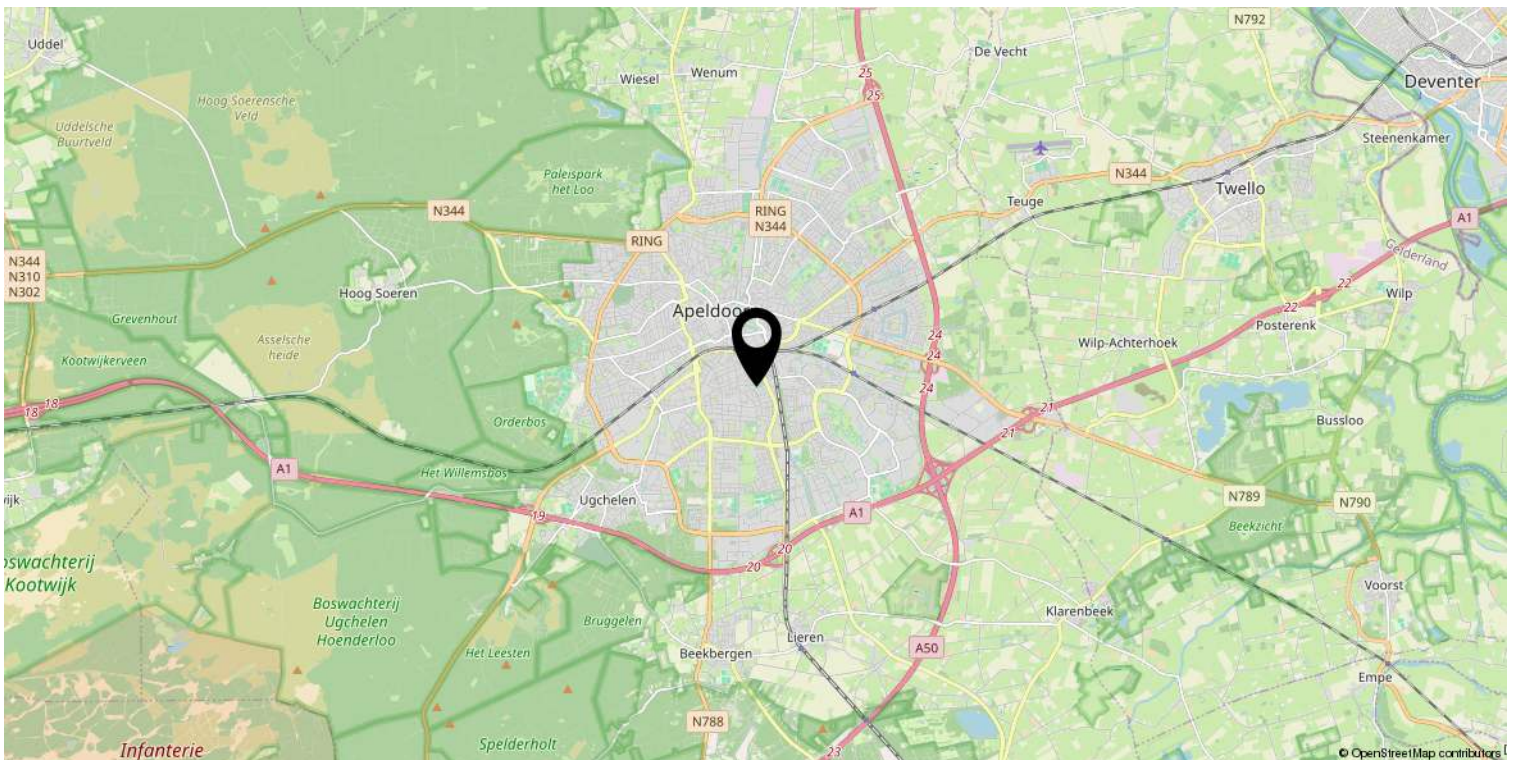 N792
Uddel
De Vecht
Wiesel
Wenum
25
25
Deventer
Hoog Soerensche
Veld
Uddelsche
Buurtveld
Steenenkamer
Paleispark
het Loo
N344
Twello
Teuge
N344
RING
N344
A1
RING
Gelderland
N344
N310
N302
Hoog Soeren
22
Wilp
22
Grevenhout
Apeldoor
Posterenk
Asselsche
heide
24
Wilp-Achterhoek
Kootwijkerveen
24
24
18
18
21
Bussloo
Orderbos
21
A1
Het Willemsbos
Ugchelen
N789
N790
ijk
A1
19
Beekzicht
20
oswachterij
Kootwijk
20
Voorst
Boswachterij
Ugchelen
Hoenderloo
Klarenbeek
Bruggelen
Lieren
Het Leesten
Beekbergen
A50
Empe
N788
Spelderholt
Infanterie
23
© OpenStreetMap contributors